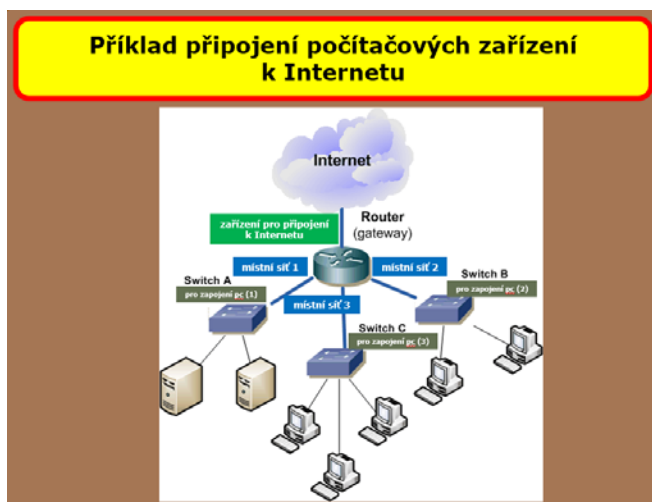 Příklad připojení počítačových zařízení
k Internetu
Internet
zařízení pro připojení
k Internetu
Router
(gateway)
místní síť 1
místní síť 2
Switch A
pro zapojení pc (1)
Switch B
pro zapojení pc (2)
místní síť 3
Switch C
pro zapojení pc (3)